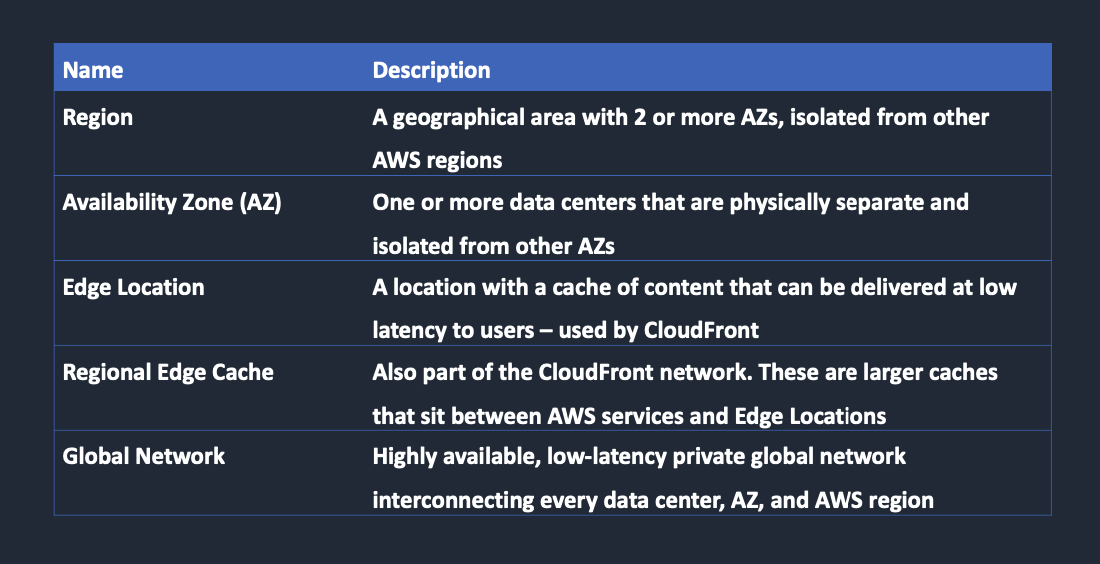 Name Description
Region A geographical area with 2 or more AZs, isolated from other
AWS regions
Availability Zone (AZ) One or more data centers that are physically separate and
isolated from other AZs
Edge Location A location with a cache of content that can be delivered at low
latency to users – used by CloudFront
Regional Edge Cache Also part of the CloudFront network. These are larger caches
that sit between AWS services and Edge Locations
Global Network Highly available, low-latency private global network
interconnecting every data center, AZ, and AWS region